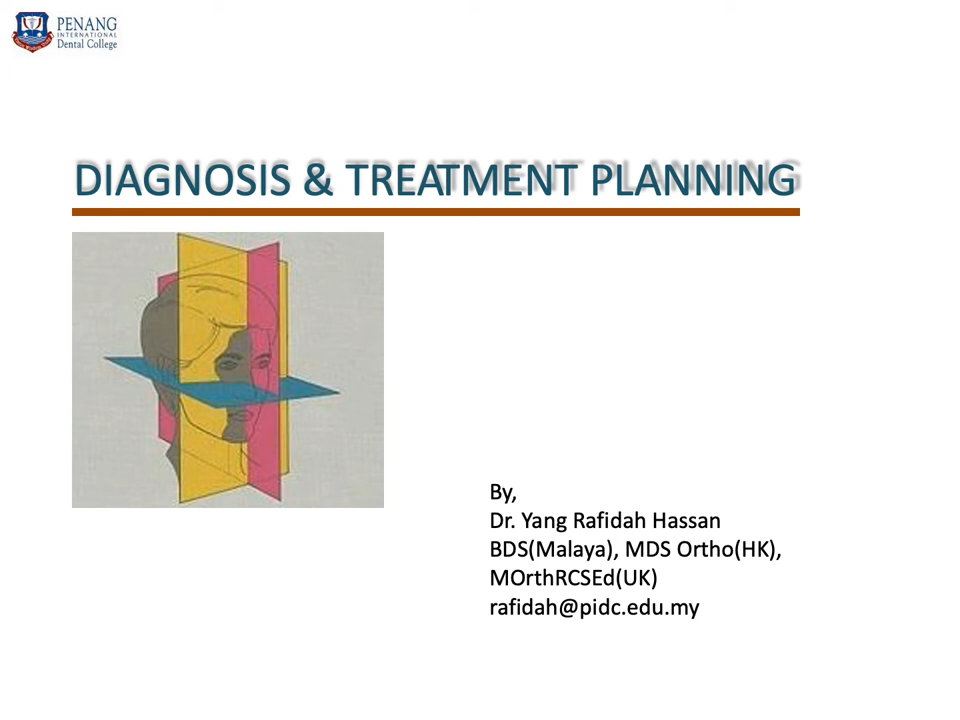 PENANG
INTERNATIONAL
Dental College
DIAGNOSIS & TREATMENT PLANNING
By,
Dr. Yang Rafidah Hassan
BDS(Malaya), MDS Ortho(HK),
MOrthRCSEd(UK)
rafidah@pidc.edu.my